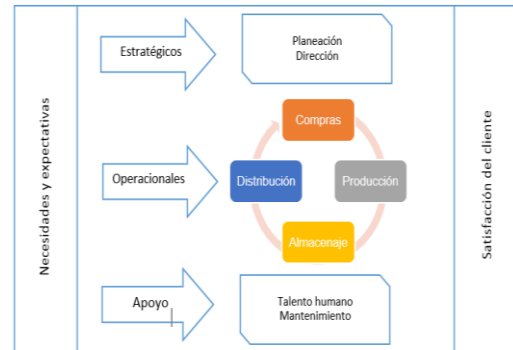 Necesidades y expectativas
Estratégicos
Planeación
Dirección
Operacionales
Compras
Distribución
Producción
Almacenaje
Apoyo
Talento humano
Mantenimiento
Satisfacción del cliente